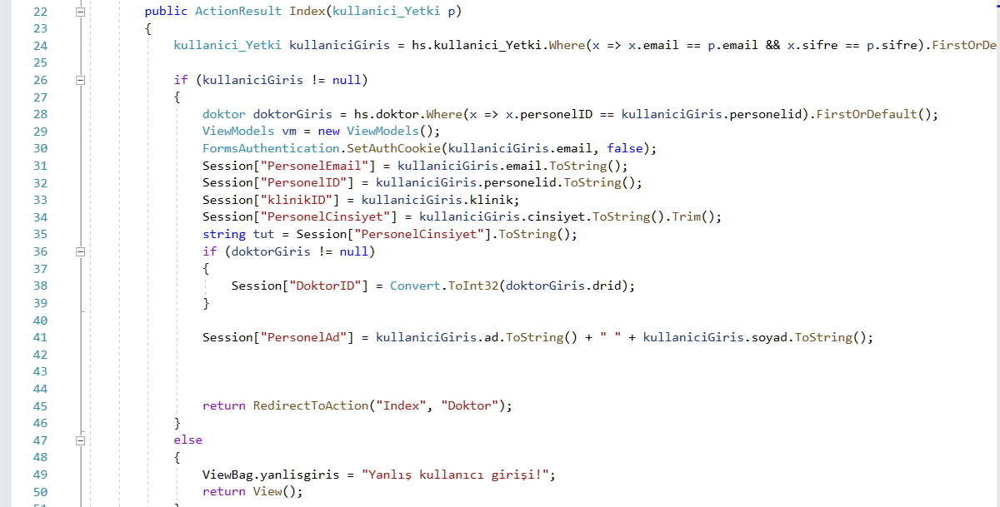 22 public ActionResult Index(kullanici_Yetki p)
23 {
24 kullanici_Yetki kullaniciGiris = hs.kullanici_Yetki.Where(x => x.email == p.email && x.sifre == p.sifre).FirstOrDe
25
26 if (kullaniciGiris != null)
27 {
28 doktor doktorGiris = hs.doktor.Where(x => x.personelID == kullaniciGiris.personelid).FirstOrDefault();
29 ViewModels vm = new ViewModels();
30 FormsAuthentication.SetAuthCookie(kullaniciGiris.email, false);
31 Session["PersonelEmail"] = kullaniciGiris.email.ToString();
32 Session["PersonelID"] = kullaniciGiris.personelid.ToString();
33 Session["klinikID"] = kullaniciGiris.klinik;
34 Session["PersonelCinsiyet"] = kullaniciGiris.cinsiyet.ToString().Trim();
35 string tut = Session["PersonelCinsiyet"].ToString();
36 if (doktorGiris != null)
37 {
38 Session["DoktorID"] = Convert.ToInt32(doktorGiris.drid);
39 }
40
41 Session["PersonelAd"] = kullaniciGiris.ad.ToString() + " " + kullaniciGiris.soyad.ToString();
42
43
44
45 return RedirectToAction("Index", "Doktor");
46 }
47 else
48 {
49 ViewBag.yanlisgiris = "Yanlış kullanıcı girişi!";
50 return View();